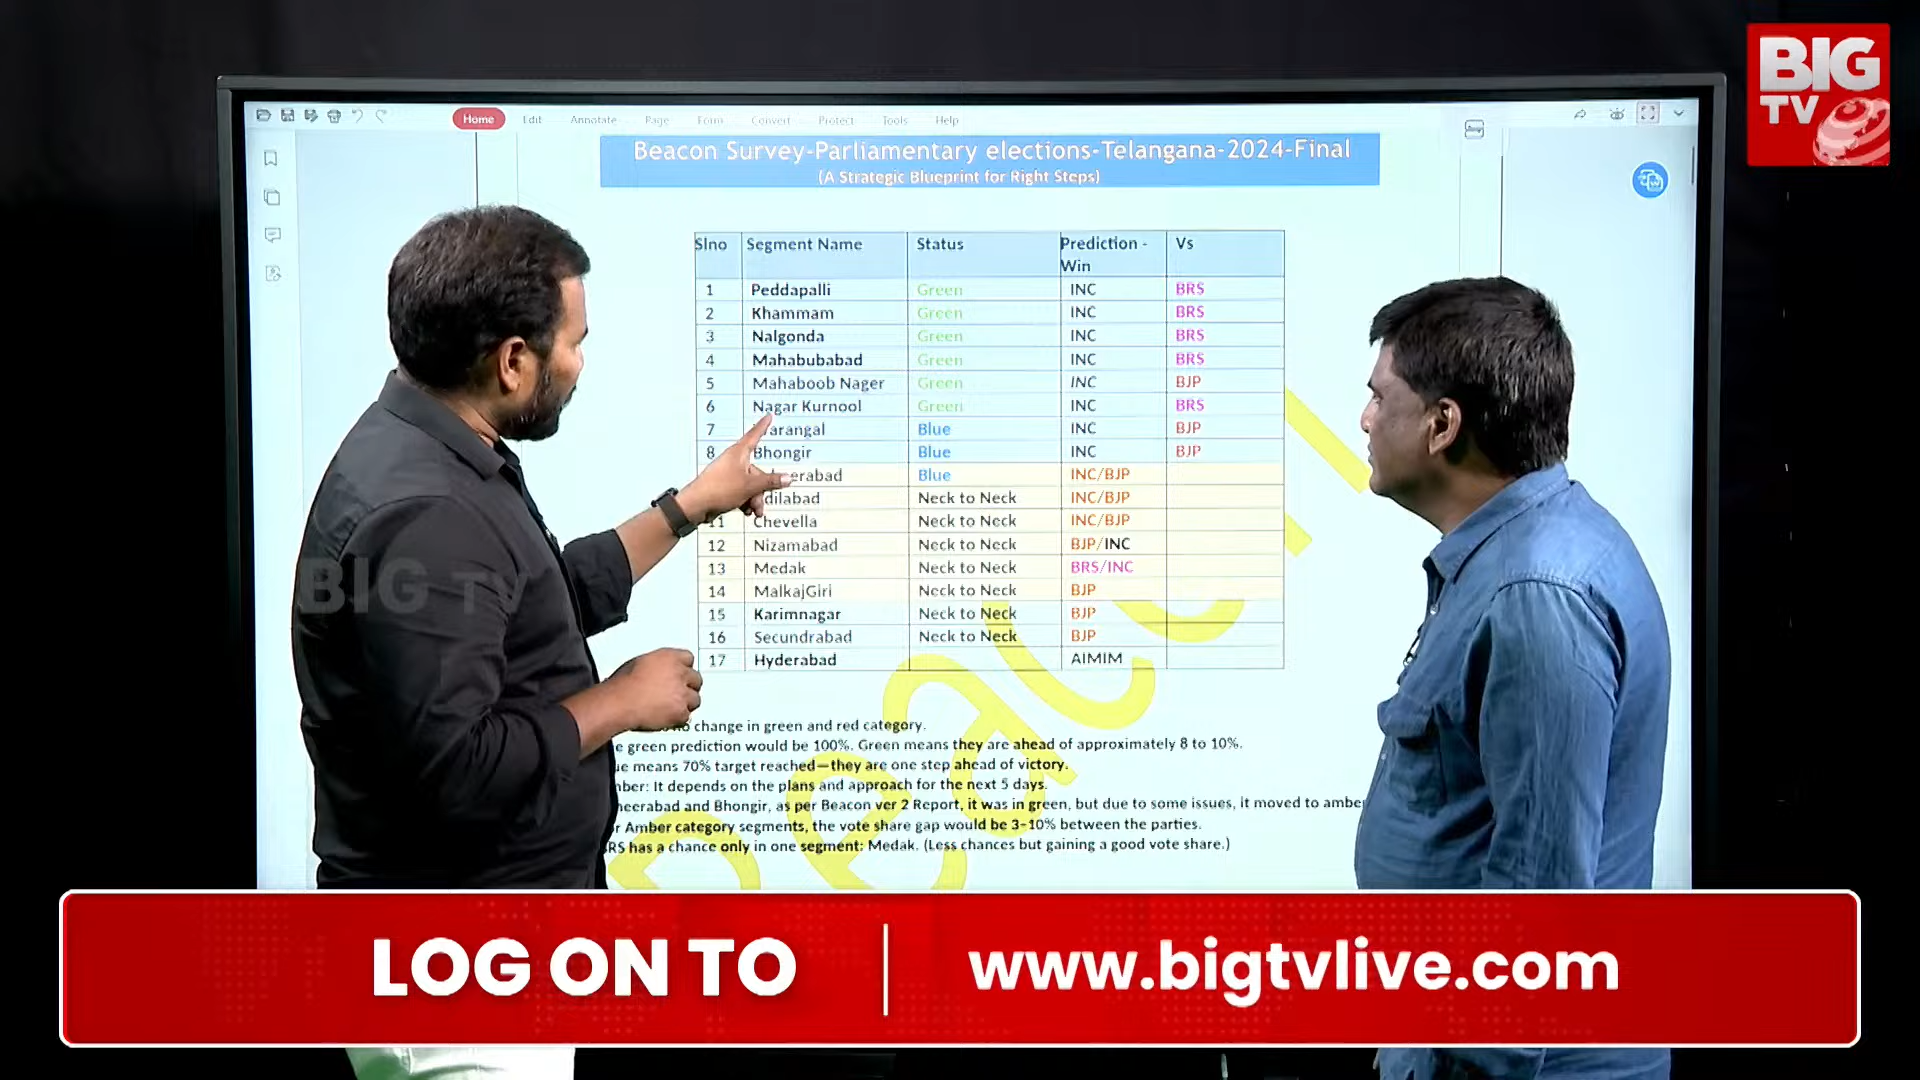 BIG
TV
Home Edit Annotate Page Form Convert Protect Tools Help
Beacon Survey-Parliamentary elections-Telangana-2024-Final
(A Strategic Blueprint for Right Steps)
Slno Segment Name Status Prediction - Win Vs
1 Peddapalli Green INC BRS
2 Khammam Green INC BRS
3 Nalgonda Green INC BRS
4 Mahabubabad Green INC BRS
5 Mahaboob Nager Green INC BJP
6 Nagar Kurnool Green INC BRS
7 arangal Blue INC BJP
8 Bhongir Blue INC BJP
erabad Blue INC/BJP
dilabad Neck to Neck INC/BJP
11 Chevella Neck to Neck INC/BJP
12 Nizamabad Neck to Neck BJP/INC
13 Medak Neck to Neck BRS/INC
14 MalkajGiri Neck to Neck BJP
15 Karimnagar Neck to Neck BJP
16 Secundrabad Neck to Neck BJP
17 Hyderabad AIMIM
change in green and red category.
e green prediction would be 100%. Green means they are ahead of approximately 8 to 10%.
ue means 70% target reached—they are one step ahead of victory.
ber: It depends on the plans and approach for the next 5 days.
heerabad and Bhongir, as per Beacon ver 2 Report, it was in green, but due to some issues, it moved to amber
r Amber category segments, the vote share gap would be 3-10% between the parties.
BRS has a chance only in one segment: Medak. (Less chances but gaining a good vote share.)
BIG TV
LOG ON TO www.bigtvlive.com